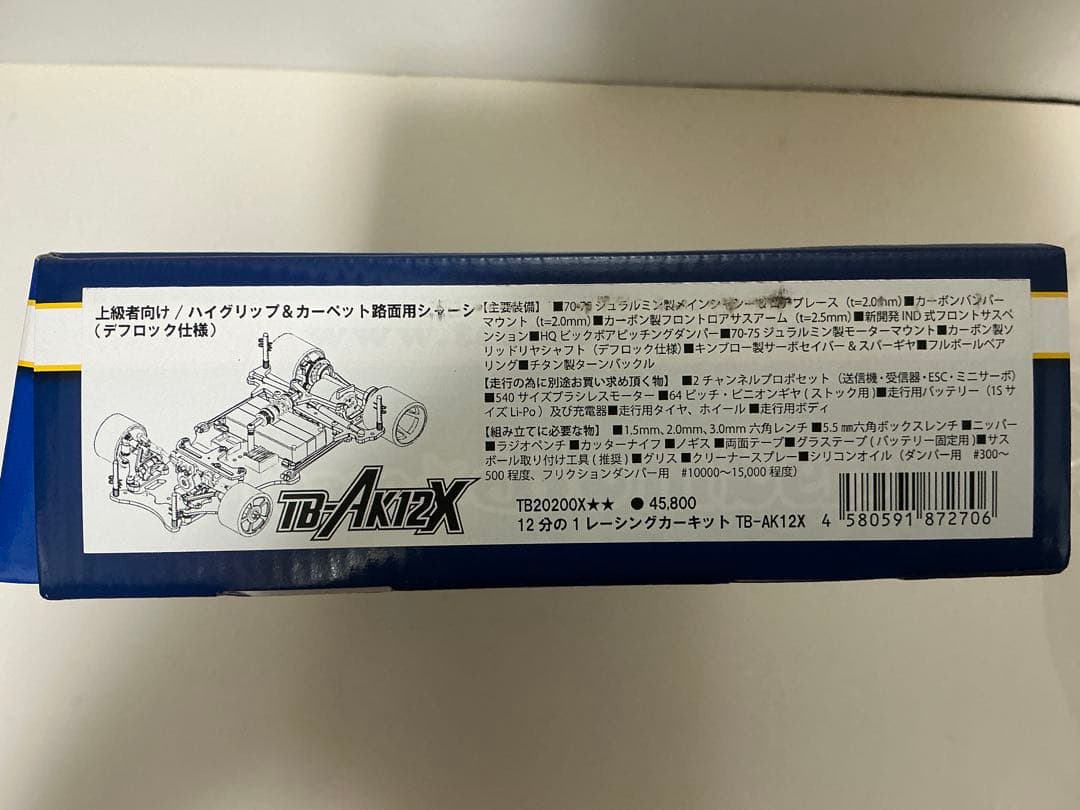 上級者向け / ハイグリップ＆カーペット路面用シャーシ
(デフロック仕様)
【主要装備】 ■70-75 ジュラルミン製メインシャーシー ブレース（t=2.0mm）■カーボンバンパー
マウント（t=2.0mm）■カーボン製フロントロアサスアーム（t=2.5mm）■新開発 IND 式フロントサスペ
ンション■HQ ビックボアピッチングダンパー■70-75 ジュラルミン製モーターマウント■カーボン製ソ
リッドリヤシャフト（デフロック仕様）■キンブロー製サーボセイバー＆スパーギヤ■フルボールベア
リング■チタン製ターンバックル
【走行の為に別途お買い求め頂く物】 ■2 チャンネルプロポセット（送信機・受信器・ESC・ミニサーボ）
■540 サイズブラシレスモーター ■64 ピッチ・ピニオンギヤ ( ストック用 )■走行用バッテリー（1S サ
イズ Li-Po）及び充電器■走行用タイヤ、ホイール ■走行用ボディ
【組み立てに必要な物】 ■1.5mm、2.0mm、3.0mm 六角レンチ ■5.5 ㎜六角ボックスレンチ ■ニッパー
■ラジオペンチ ■カッターナイフ ■ノギス ■両面テープ ■グラステープ ( バッテリー固定用 )■サス
ボール取り付け工具 ( 推奨 ) ■グリス ■クリーナースプレー■シリコンオイル（ダンパー用 #300～
500 程度、フリクションダンパー用 #10000～15,000 程度）
TB-AK12X
TB20200X★★ ● 45,800
12 分の 1 レーシングカーキット TB-AK12X
4 580591 872706